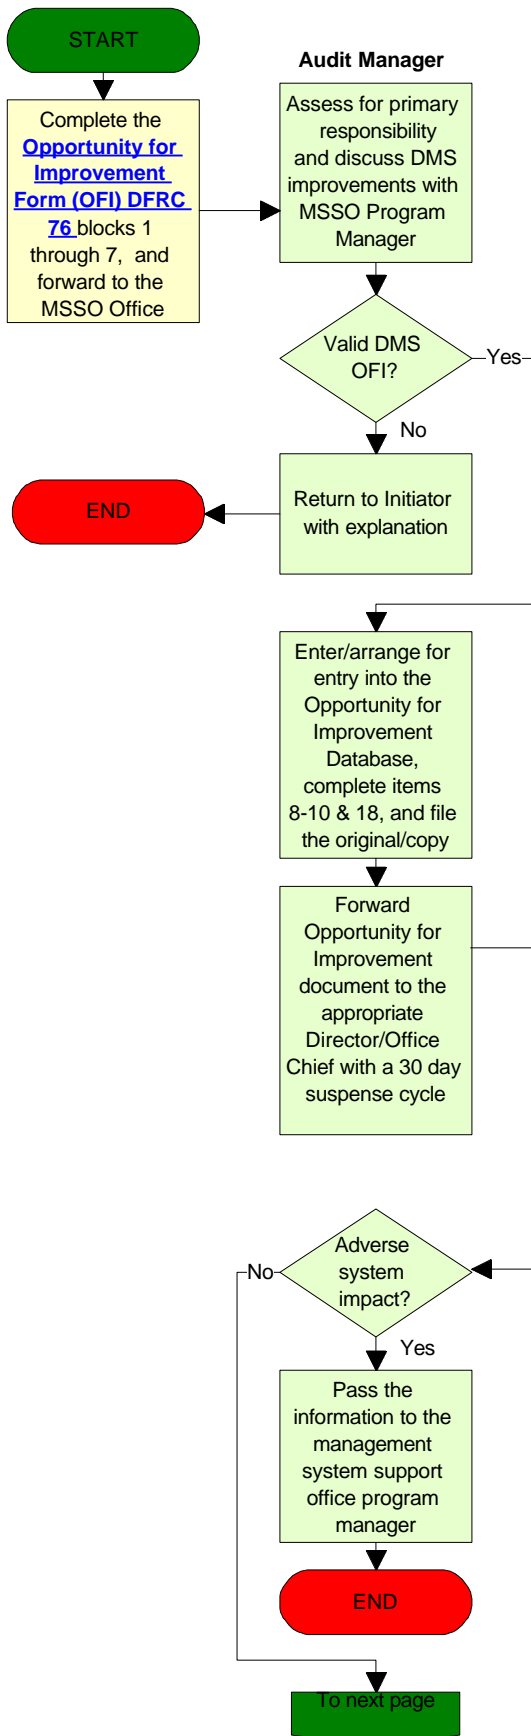 START
Complete the
Opportunity for
Improvement
Form (OFI) DFRC
76 blocks 1
through 7, and
forward to the
MSSO Office
Audit Manager
Assess for primary
responsibility
and discuss DMS
improvements with
MSSO Program
Manager
Valid DMS
OFI?
Yes
No
Return to Initiator
with explanation
END
Enter/arrange for
entry into the
Opportunity for
Improvement
Database,
complete items
8-10 & 18, and file
the original/copy
Forward
Opportunity for
Improvement
document to the
appropriate
Director/Office
Chief with a 30 day
suspense cycle
Adverse
system
impact?
No
Yes
Pass the
information to the
management
system support
office program
manager
END
To next page